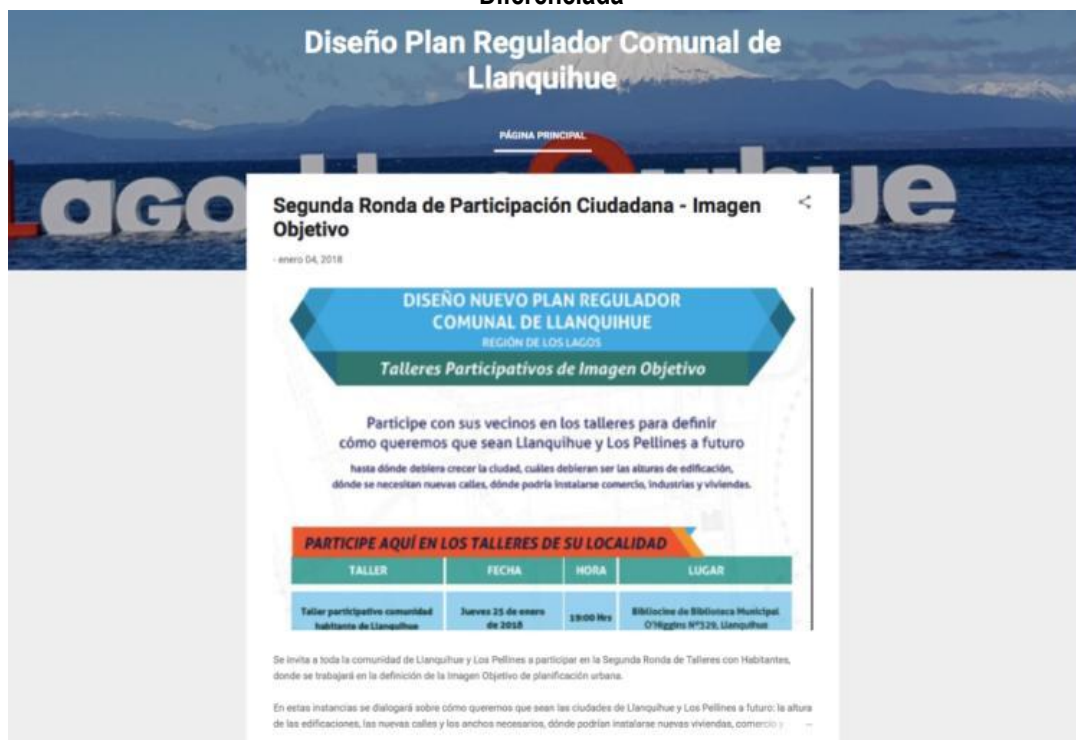 Diferenciada
Diseño Plan Regulador Comunal de
Llanquihue
PÁGINA PRINCIPAL
Segunda Ronda de Participación Ciudadana - Imagen
Objetivo
- enero 04, 2018
DISEÑO NUEVO PLAN REGULADOR
COMUNAL DE LLANQUIHUE
REGIÓN DE LOS LAGOS
Talleres Participativos de Imagen Objetivo
Participe con sus vecinos en los talleres para definir
cómo queremos que sean Llanquihue y Los Pellines a futuro
hasta dónde debiera crecer la ciudad, cuáles debieran ser las alturas de edificación,
dónde se necesitan nuevas calles, dónde podría instalarse comercio, industrias y viviendas.
PARTICIPE AQUÍ EN LOS TALLERES DE SU LOCALIDAD
TALLER FECHA HORA LUGAR
Taller participativo comunidad Jueves 25 de enero 19:00 Hrs Bibliocine de Biblioteca Municipal
habitante de Llanquihue de 2018 O'Higgins Nº329, Llanquihue
Se invita a toda la comunidad de Llanquihue y Los Pellines a participar en la Segunda Ronda de Talleres con Habitantes,
donde se trabajará en la definición de la Imagen Objetivo de planificación urbana.
En estas instancias se dialogará sobre cómo queremos que sean las ciudades de Llanquihue y Los Pellines a futuro: la altura
de las edificaciones, las nuevas calles y los anchos necesarios, dónde podrían instalarse nuevas viviendas, comercio y